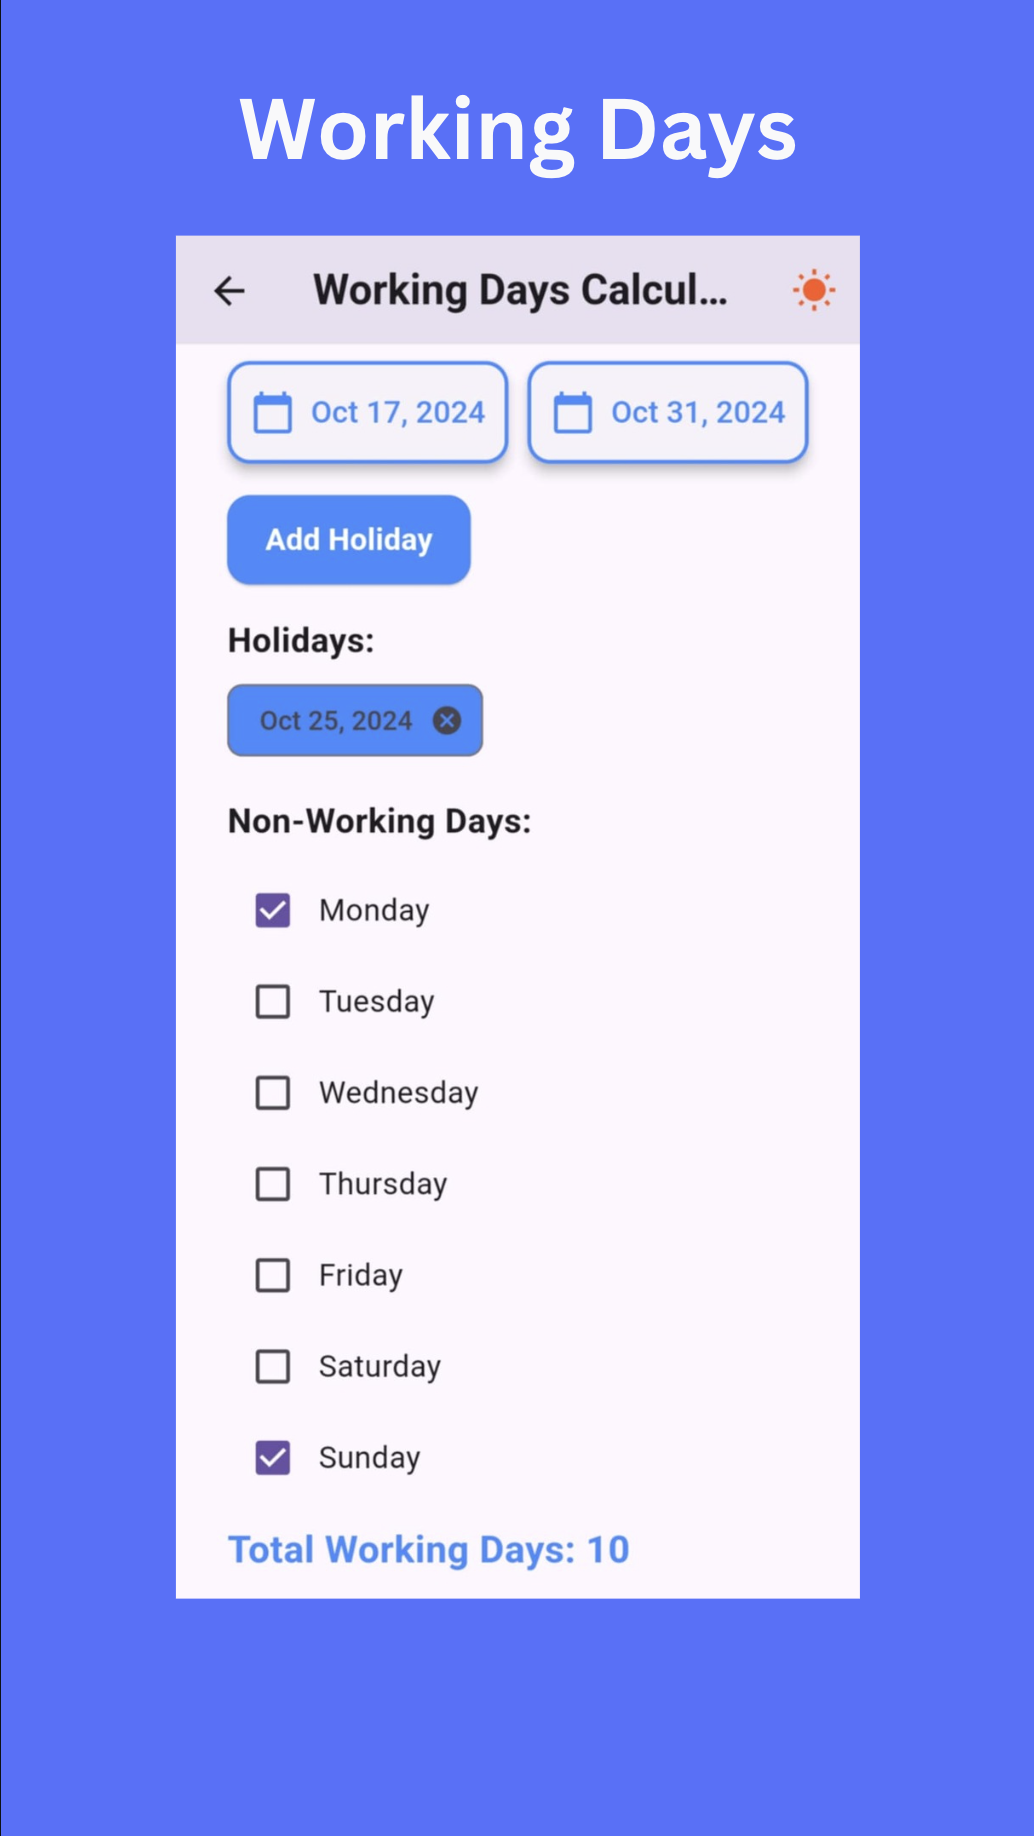 Working Days
Working Days Calcul...
Oct 17, 2024 Oct 31, 2024
Add Holiday
Holidays:
Oct 25, 2024
Non-Working Days:
Monday
Tuesday
Wednesday
Thursday
Friday
Saturday
Sunday
Total Working Days: 10